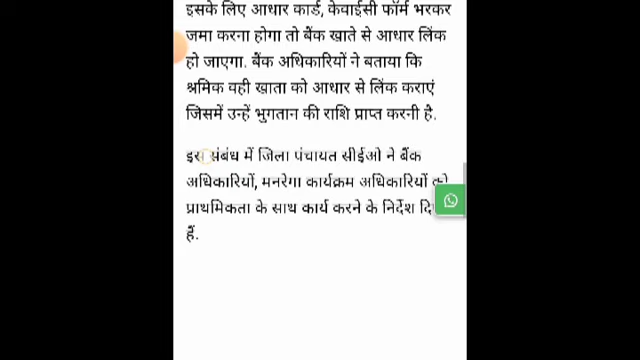 इसके लिए आधार कार्ड, केवाईसी फॉर्म भरकर
जमा करना होगा तो बैंक खाते से आधार लिंक
हो जाएगा. बैंक अधिकारियों ने बताया कि
श्रमिक वही खाता को आधार से लिंक कराएं
जिसमें उन्हें भुगतान की राशि प्राप्त करनी है.
इस संबंध में जिला पंचायत सीईओ ने बैंक
अधिकारियों, मनरेगा कार्यक्रम अधिकारियों को
प्राथमिकता के साथ कार्य करने के निर्देश
हैं.